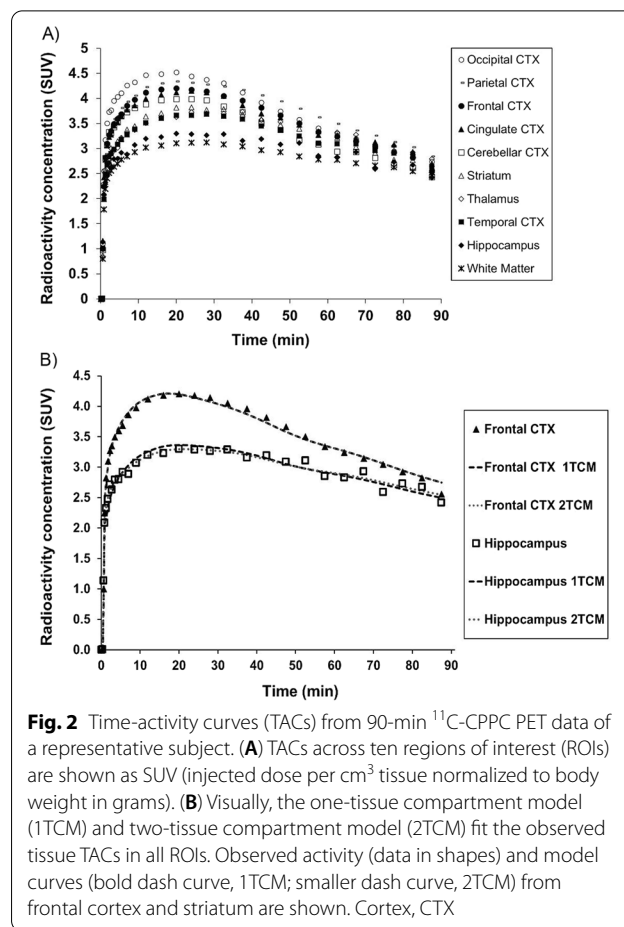 A)
Radioactivity concentration (SUV)
5
4.5
4
3.5
3
2.5
2
1.5
1
0.5
0
0 10 20 30 40 50 60 70 80 90
Time (min)
Occipital CTX
Parietal CTX
Frontal CTX
Cingulate CTX
Cerebellar CTX
Striatum
Thalamus
Temporal CTX
Hippocampus
White Matter
B)
Radioactivity concentration (SUV)
4.5
4.0
3.5
3.0
2.5
2.0
1.5
1.0
0.5
0.0
0 10 20 30 40 50 60 70 80 90
Time (min)
Frontal CTX
Frontal CTX 1TCM
Frontal CTX 2TCM
Hippocampus
Hippocampus 1TCM
Hippocampus 2TCM
Fig. 2 Time-activity curves (TACs) from 90-min ¹¹C-CPPC PET data of
a representative subject. (A) TACs across ten regions of interest (ROIs)
are shown as SUV (injected dose per cm³ tissue normalized to body
weight in grams). (B) Visually, the one-tissue compartment model
(1TCM) and two-tissue compartment model (2TCM) fit the observed
tissue TACs in all ROIs. Observed activity (data in shapes) and model
curves (bold dash curve, 1TCM; smaller dash curve, 2TCM) from
frontal cortex and striatum are shown. Cortex, CTX